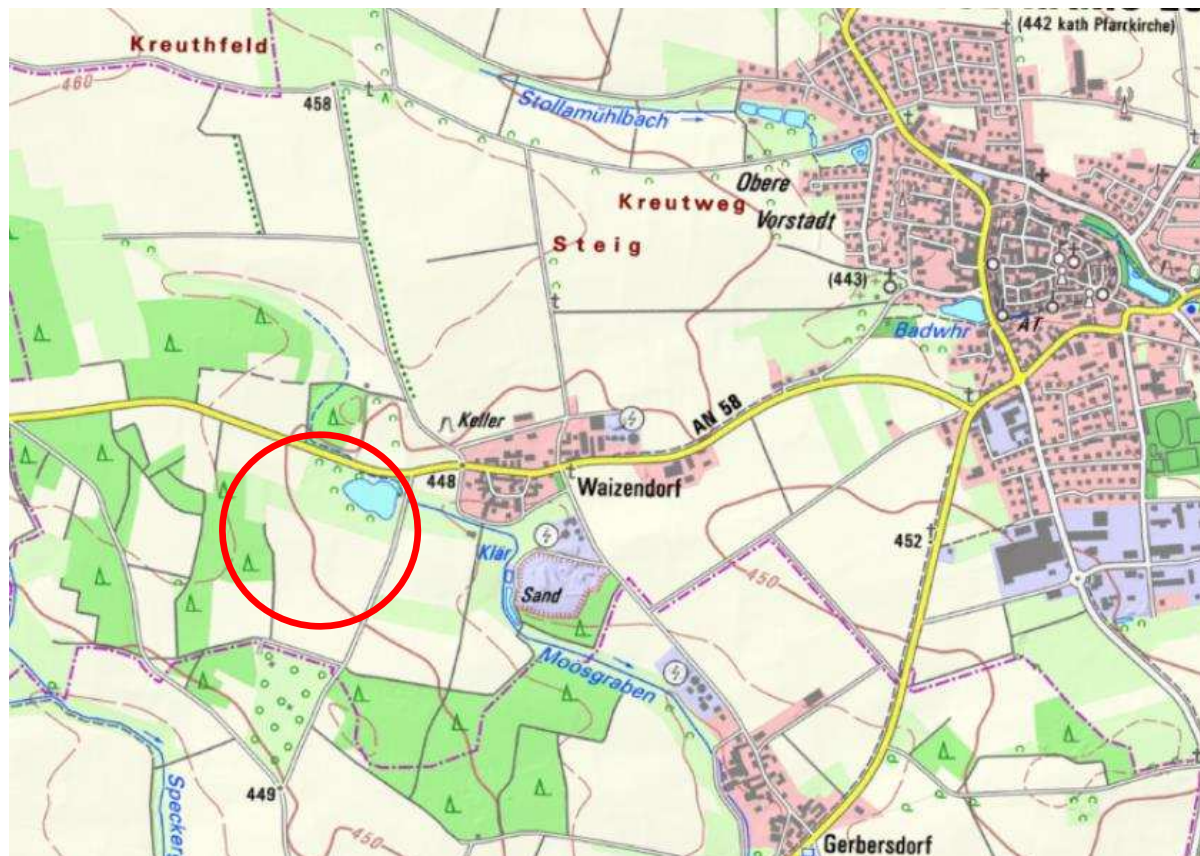 (442 kath Pfarrkirche)
Kreuthfeld
460
458
Stollamühlbach
Obere
Vorstadt
Kreutweg
Steig
(443)
Badwhr
AT
AN 58
Keller
448
Waizendorf
Klär
Sand
452
450
Moosgraben
449
450
Gerbersdorf